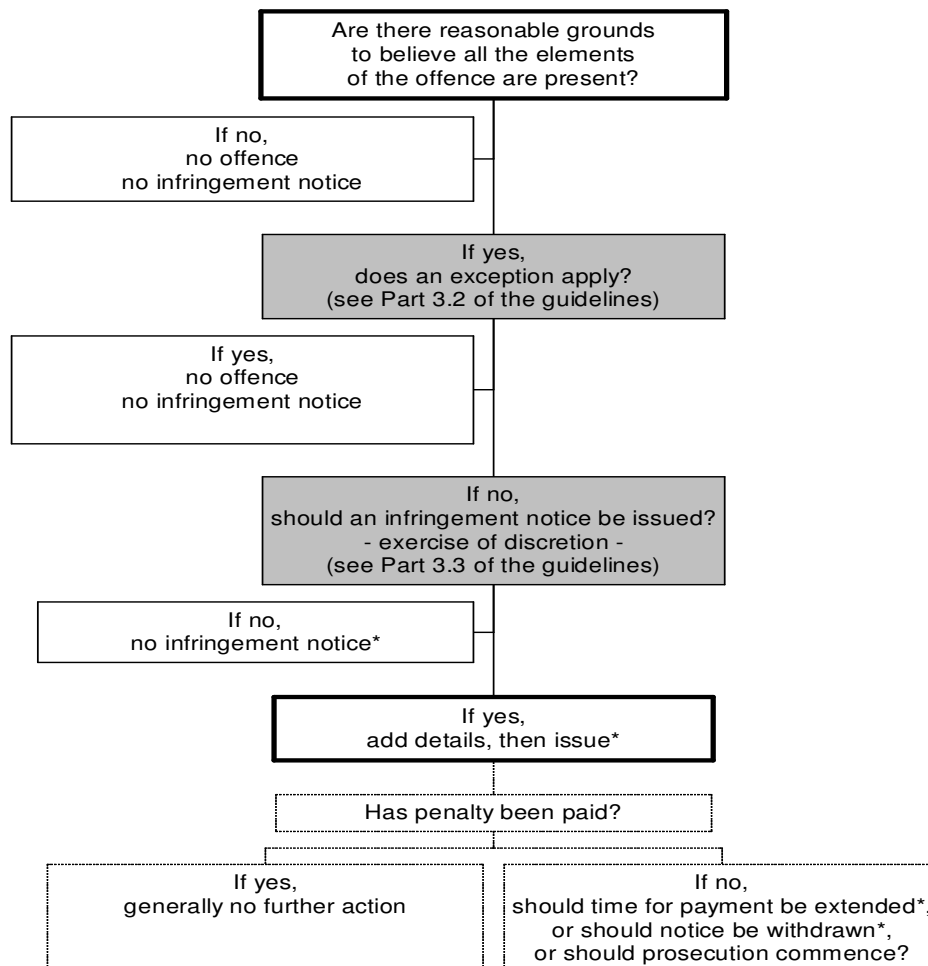 Are there reasonable grounds
to believe all the elements
of the offence are present?
If no,
no offence
no infringement notice
If yes,
does an exception apply?
(see Part 3.2 of the guidelines)
If yes,
no offence
no infringement notice
If no,
should an infringement notice be issued?
- exercise of discretion -
(see Part 3.3 of the guidelines)
If no,
no infringement notice*
If yes,
add details, then issue*
Has penalty been paid?
If yes,
generally no further action
If no,
should time for payment be extended*,
or should notice be withdrawn*,
or should prosecution commence?